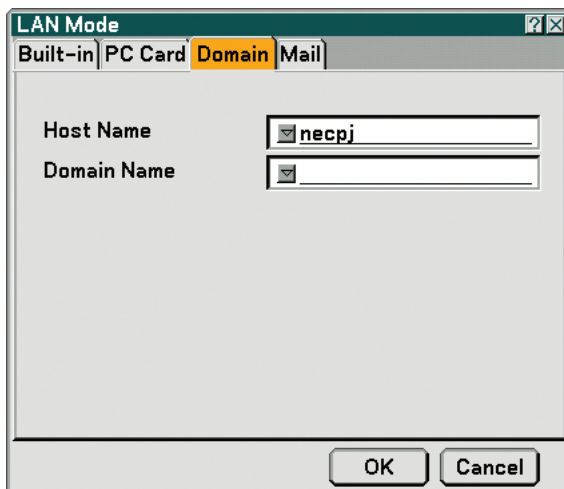 LAN Mode ?
Built-in PC Card Domain Mail
Host Name necpj
Domain Name
OK Cancel